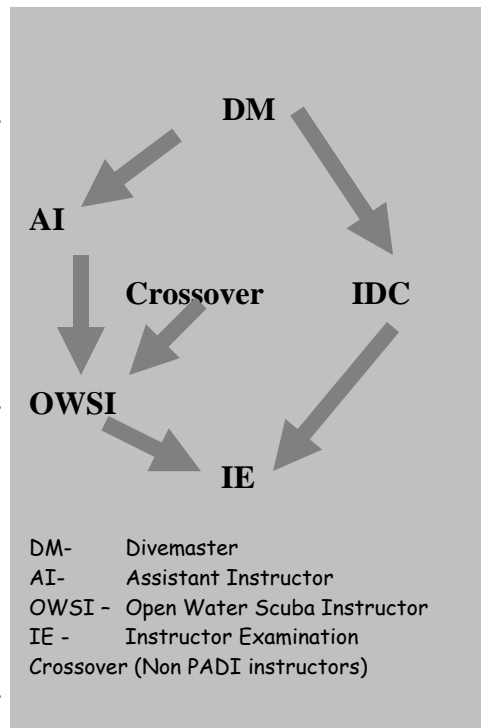 DM
AI
Crossover IDC
OWSI
IE
DM- Divemaster
AI- Assistant Instructor
OWSI – Open Water Scuba Instructor
IE - Instructor Examination
Crossover (Non PADI instructors)